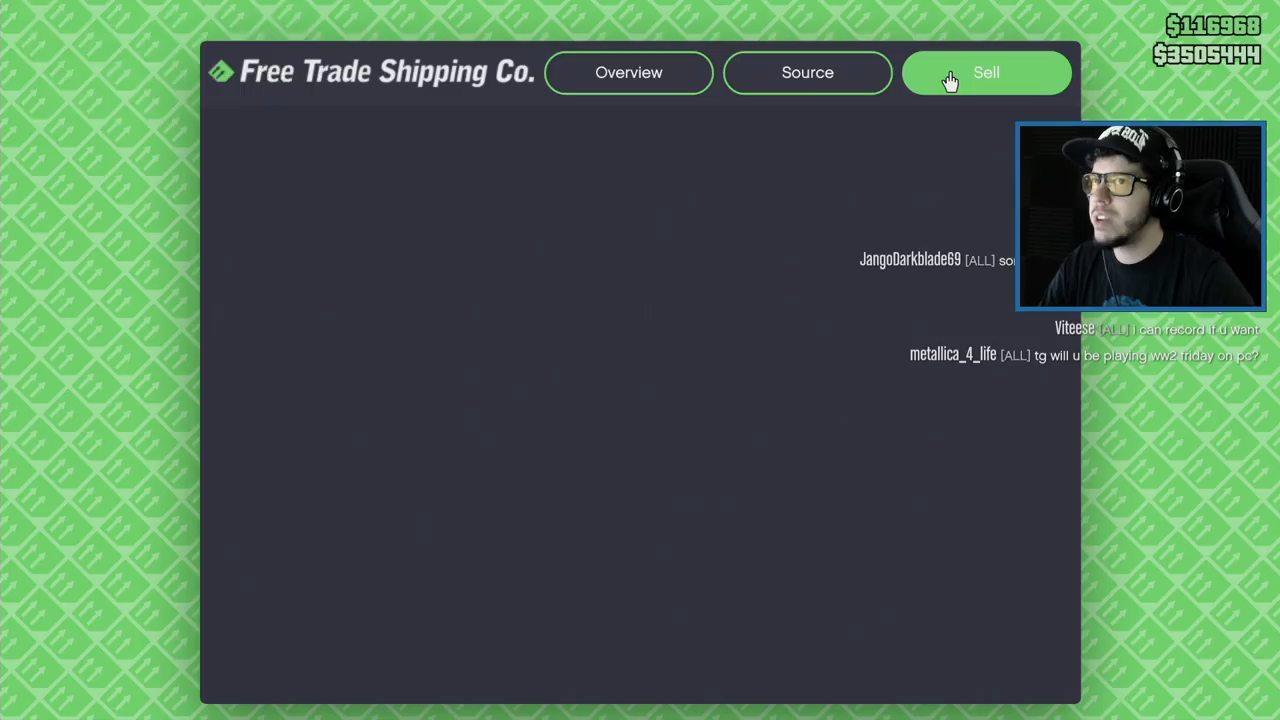 $116968
$3505444
Free Trade Shipping Co.
Overview
Source
Sell
JangoDarkblade69 [ALL]
Viteese [ALL] i can record if u want
metallica_4_life [ALL] tg will u be playing ww2 friday on pc?